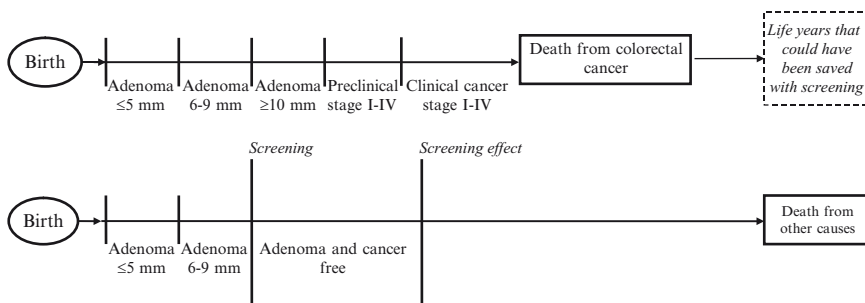 Birth
Adenoma
≤5 mm
Adenoma
6-9 mm
Adenoma
≥10 mm
Preclinical
stage I-IV
Clinical cancer
stage I-IV
Death from colorectal
cancer
Life years that
could have
been saved
with screening
Screening
Screening effect
Birth
Adenoma
≤5 mm
Adenoma
6-9 mm
Adenoma and cancer
free
Death from
other causes